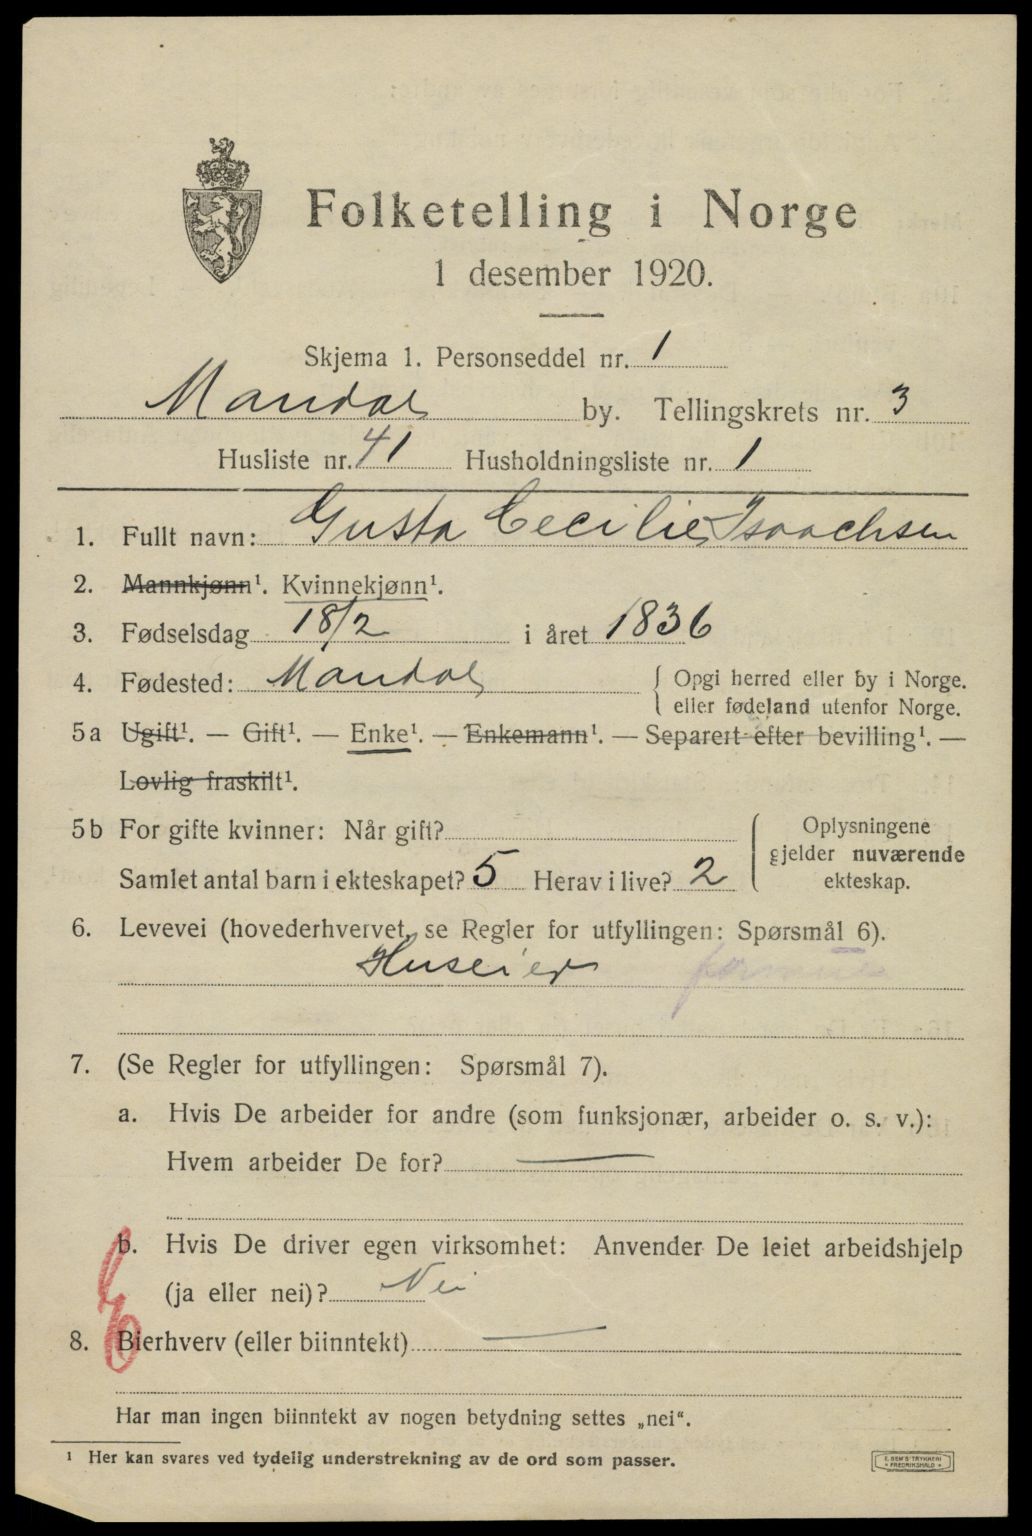 Folketelling i Norge
1 desember 1920.
Skjema 1. Personseddel nr. 1
Mandal by. Tellingskrets nr. 3
Husliste nr. 41 Husholdningsliste nr. 1
1. Fullt navn: Gusta Cecilie Isaachsen
2. Mannkjønn¹. Kvinnekjønn¹.
3. Fødselsdag 18/2 i året 1836
4. Fødested: Mandal { Opgi herred eller by i Norge.
eller fødeland utenfor Norge.
5a Ugift¹. — Gift¹. — Enke¹. — Enkemann¹. — Separert efter bevilling¹. —
Lovlig fraskilt¹.
5b For gifte kvinner: Når gift?
Samlet antal barn i ekteskapet? 5 Herav i live? 2
Oplysningene
gjelder nuværende
ekteskap.
6. Levevei (hovederhvervet, se Regler for utfyllingen: Spørsmål 6).
Huseier formue
7. (Se Regler for utfyllingen: Spørsmål 7).
a. Hvis De arbeider for andre (som funksjonær, arbeider o. s. v.):
Hvem arbeider De for? —
b. Hvis De driver egen virksomhet: Anvender De leiet arbeidshjelp
(ja eller nei)? Nei
8. Bierhverv (eller biinntekt) —
Har man ingen biinntekt av nogen betydning settes „nei“.
¹ Her kan svares ved tydelig understrekning av de ord som passer.
E. SEM'S TRYKKERI
FREDRIKSHALD